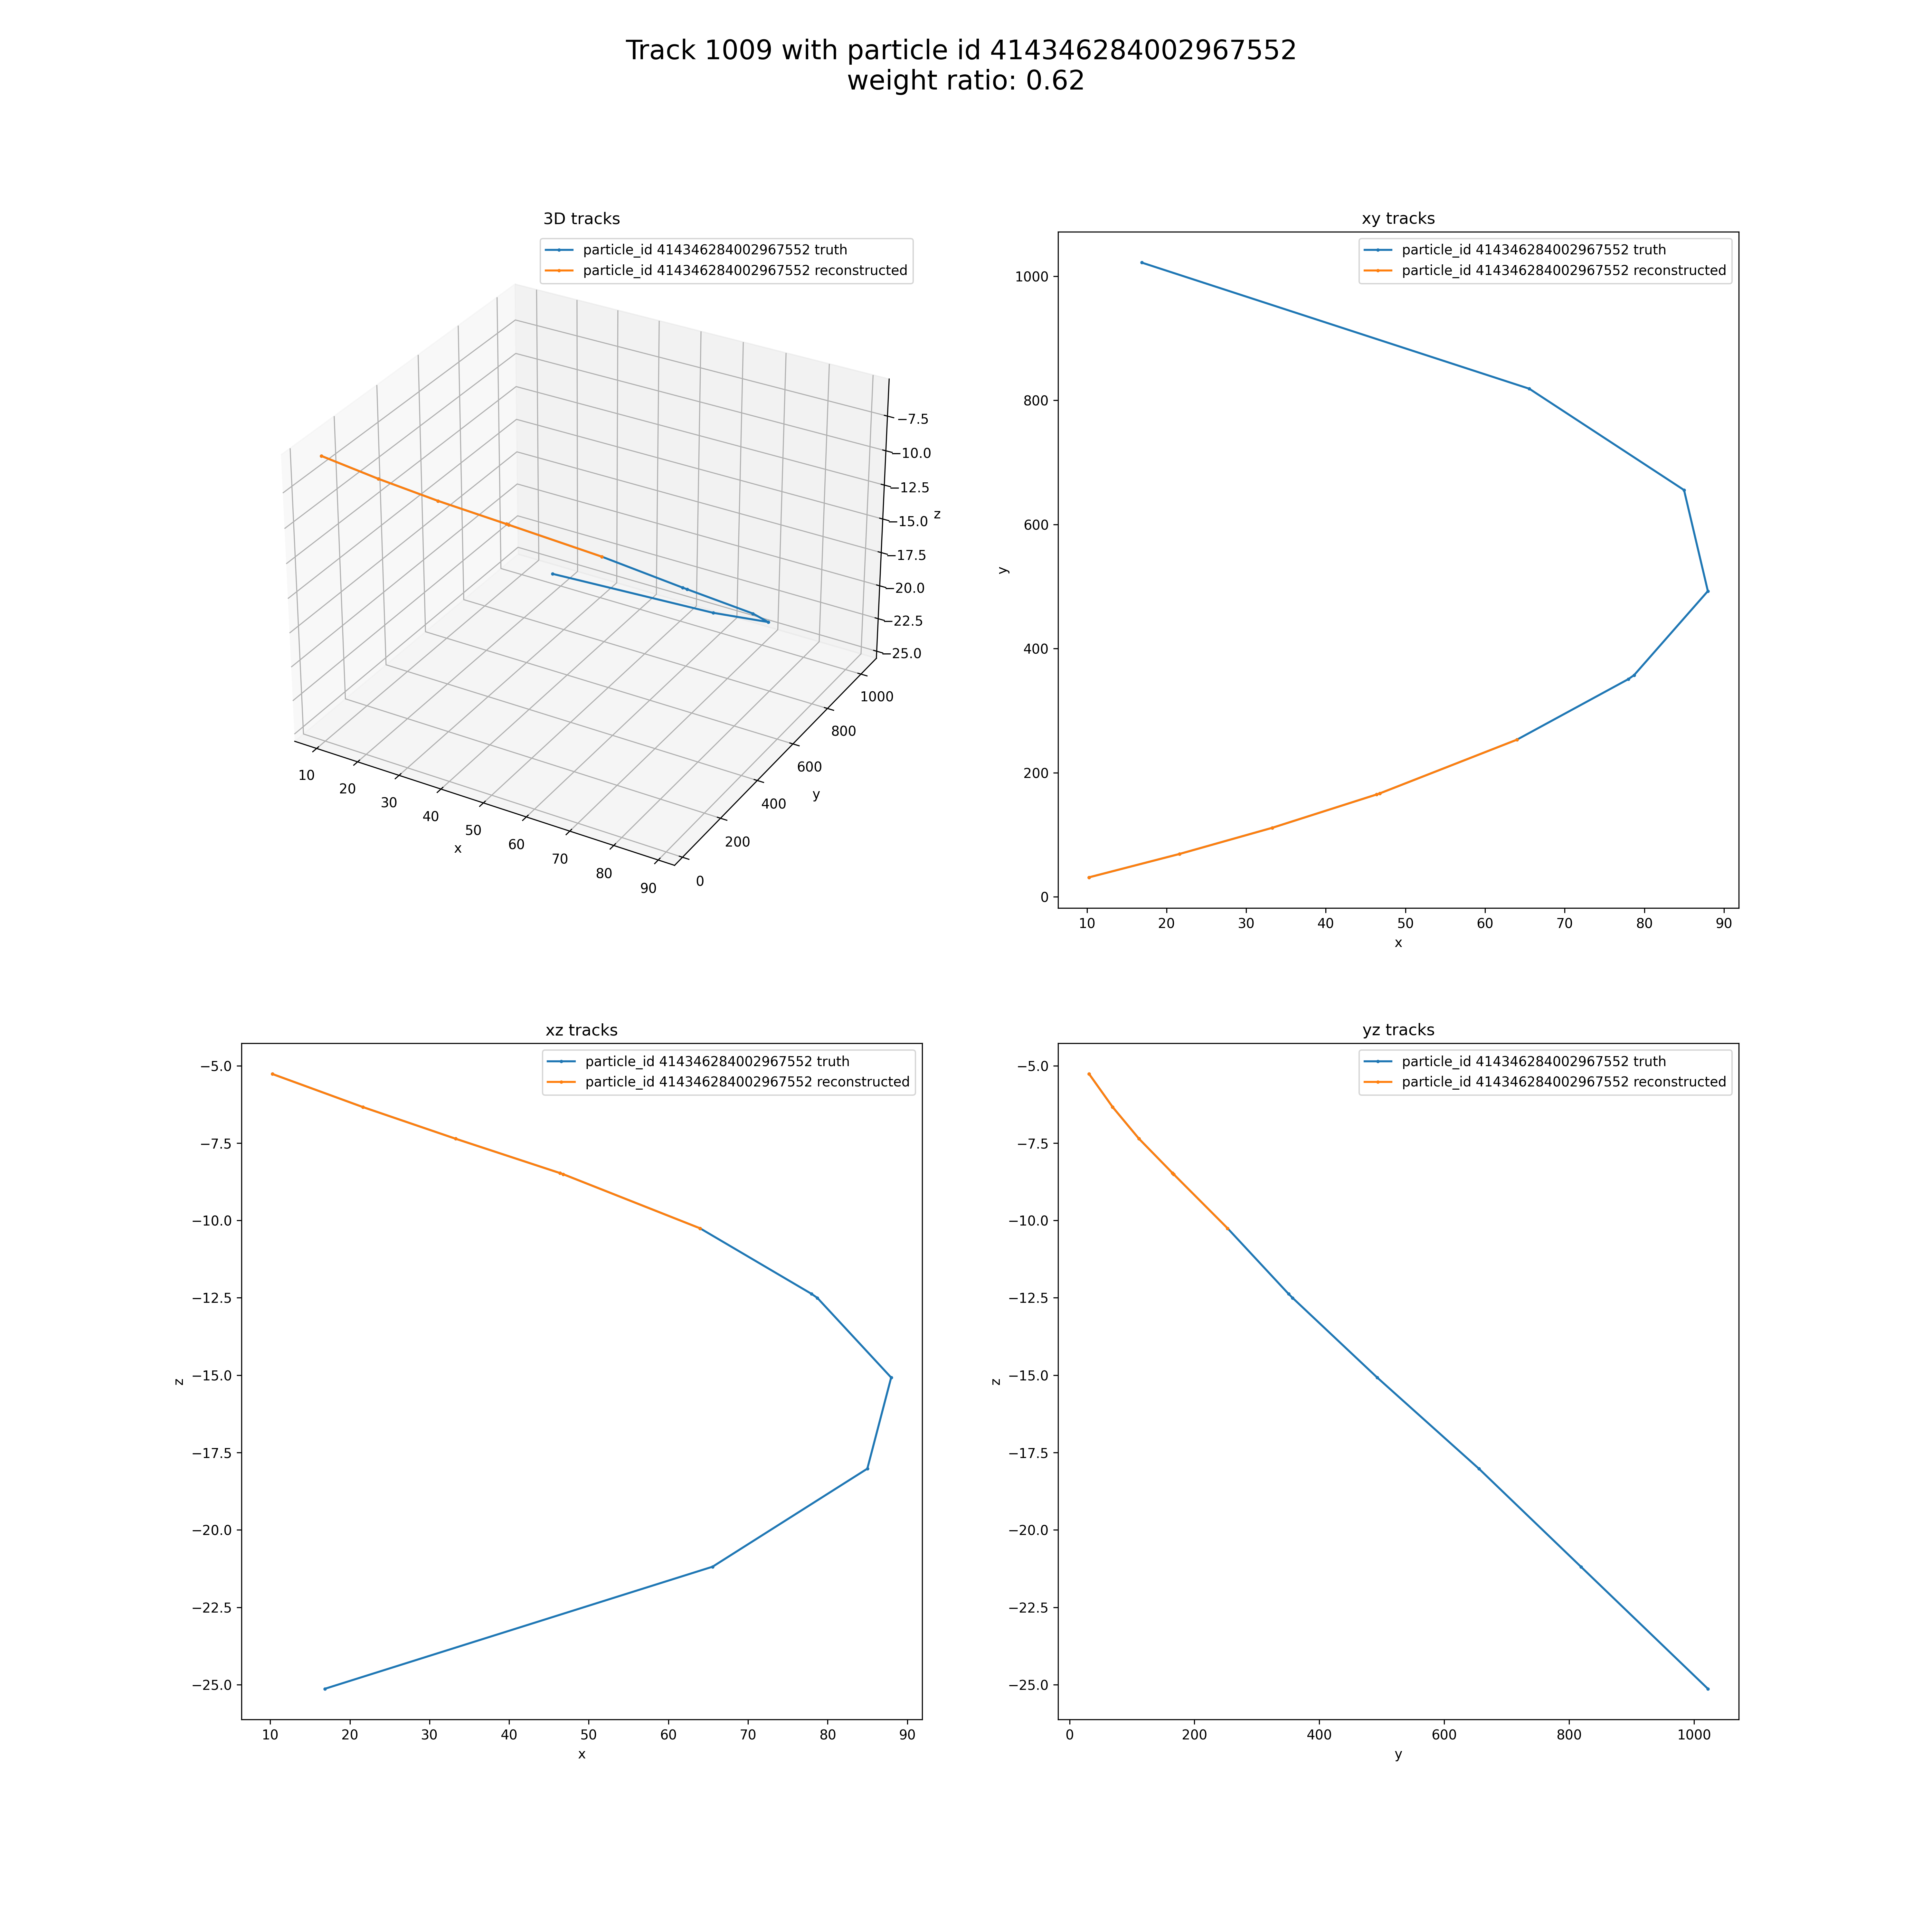 Track 1009 with particle id 414346284002967552
weight ratio: 0.62
3D tracks
particle_id 414346284002967552 truth
particle_id 414346284002967552 reconstructed
−7.5
−10.0
−12.5
−15.0
−17.5
−20.0
−22.5
−25.0
z
1000
800
600
400
200
0
y
10
20
30
40
50
60
70
80
90
x
xy tracks
particle_id 414346284002967552 truth
particle_id 414346284002967552 reconstructed
1000
800
600
400
200
0
y
10 20 30 40 50 60 70 80 90
x
xz tracks
particle_id 414346284002967552 truth
particle_id 414346284002967552 reconstructed
−5.0
−7.5
−10.0
−12.5
−15.0
−17.5
−20.0
−22.5
−25.0
z
10 20 30 40 50 60 70 80 90
x
yz tracks
particle_id 414346284002967552 truth
particle_id 414346284002967552 reconstructed
−5.0
−7.5
−10.0
−12.5
−15.0
−17.5
−20.0
−22.5
−25.0
z
0 200 400 600 800 1000
y